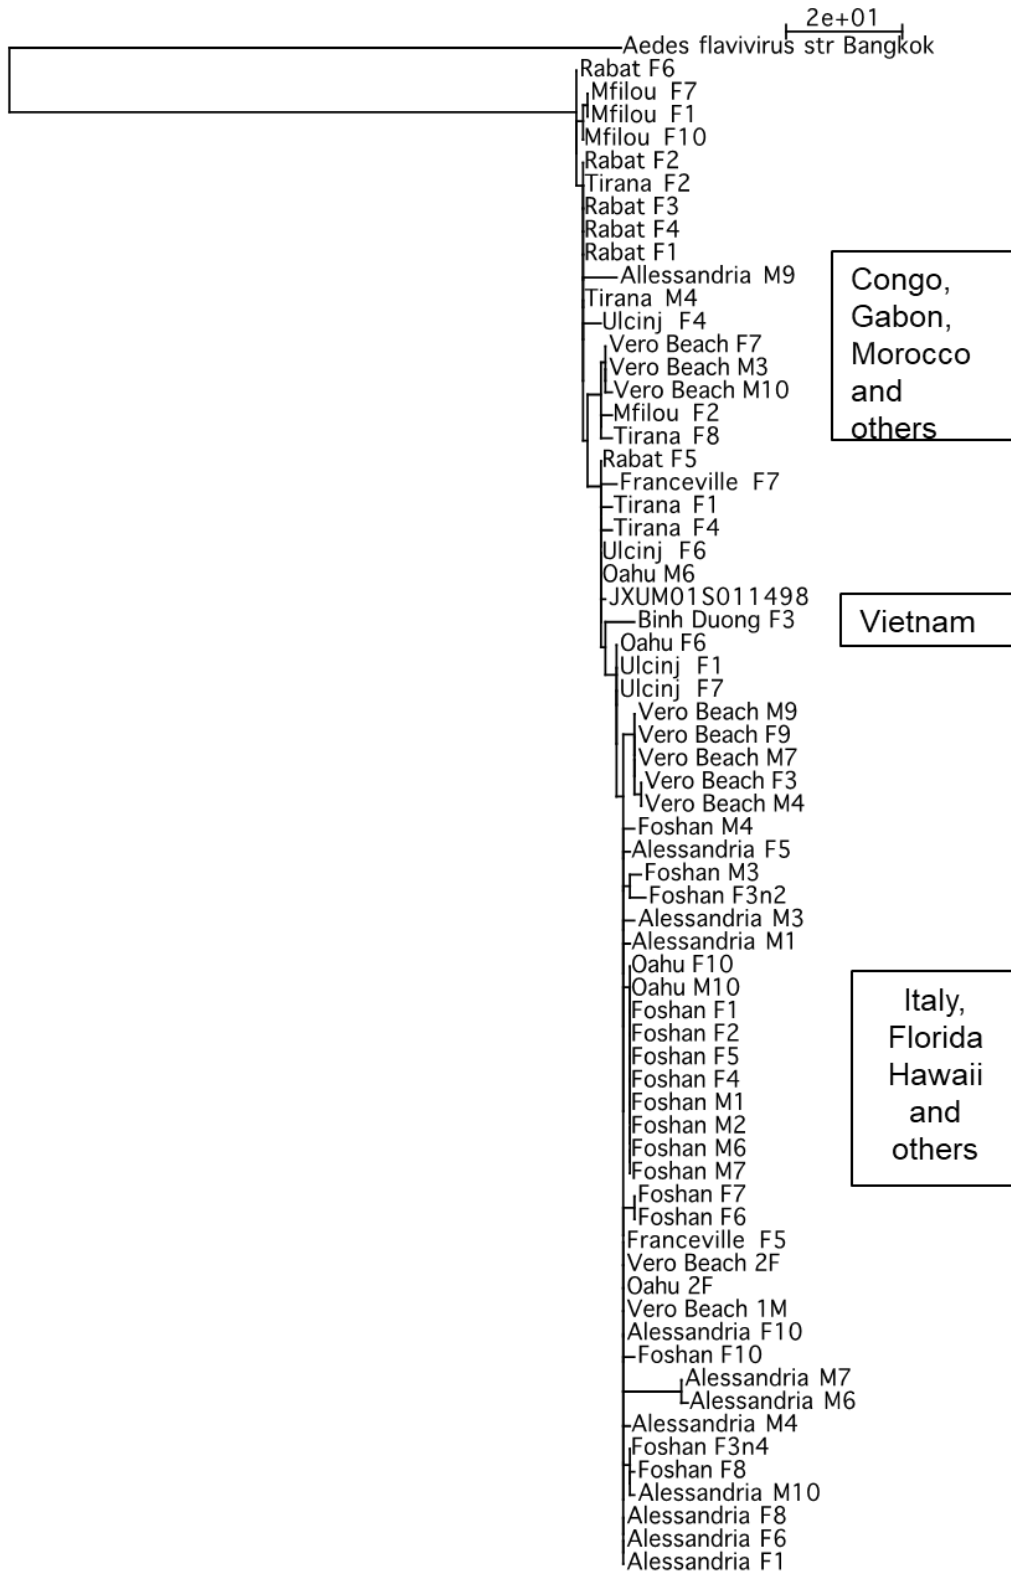 2e+01
Aedes flavivirus str Bangkok
Rabat F6
Mfilou F7
Mfilou F1
Mfilou F10
Rabat F2
Tirana F2
Rabat F3
Rabat F4
Rabat F1
Allessandria M9
Tirana M4
Ulcinj F4
Vero Beach F7
Vero Beach M3
Vero Beach M10
Mfilou F2
Tirana F8
Rabat F5
Franceville F7
Tirana F1
Tirana F4
Ulcinj F6
Oahu M6
JXUM01S011498
Binh Duong F3
Oahu F6
Ulcinj F1
Ulcinj F7
Vero Beach M9
Vero Beach F9
Vero Beach M7
Vero Beach F3
Vero Beach M4
Foshan M4
Alessandria F5
Foshan M3
Foshan F3n2
Alessandria M3
Alessandria M1
Oahu F10
Oahu M10
Foshan F1
Foshan F2
Foshan F5
Foshan F4
Foshan M1
Foshan M2
Foshan M6
Foshan M7
Foshan F7
Foshan F6
Franceville F5
Vero Beach 2F
Oahu 2F
Vero Beach 1M
Alessandria F10
Foshan F10
Alessandria M7
Alessandria M6
Alessandria M4
Foshan F3n4
Foshan F8
Alessandria M10
Alessandria F8
Alessandria F6
Alessandria F1
Congo,
Gabon,
Morocco
and
others
Vietnam
Italy,
Florida
Hawaii
and
others